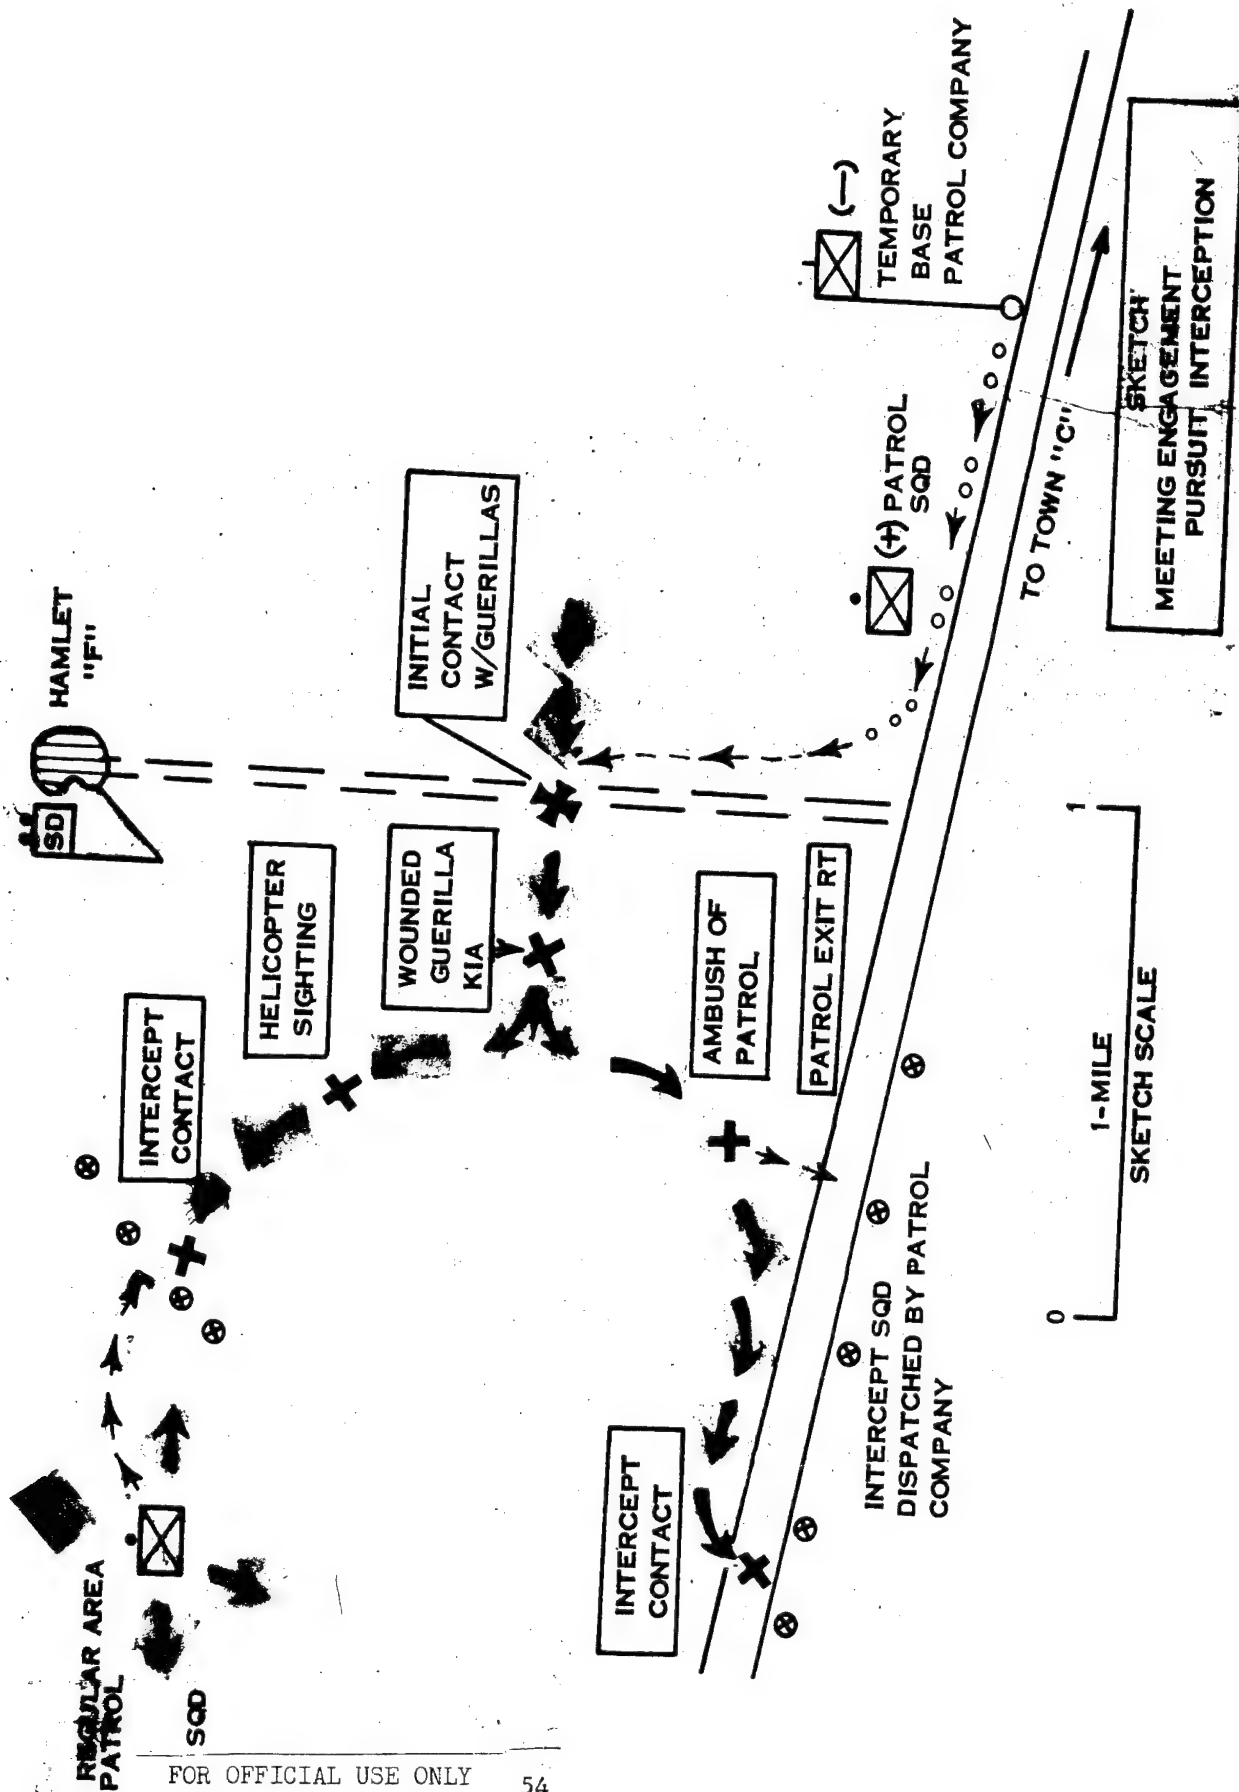 REGULAR AREA
PATROL
SQD
INTERCEPT
CONTACT
HELICOPTER
SIGHTING
SD
HAMLET
"F"
WOUNDED
GUERILLA
KIA
INITIAL
CONTACT
W/GUERILLAS
AMBUSH OF
PATROL
PATROL EXIT RT
(+) PATROL
SQD
(—)
TEMPORARY
BASE
PATROL COMPANY
INTERCEPT
CONTACT
INTERCEPT SQD
DISPATCHED BY PATROL
COMPANY
TO TOWN "C"
0
1
1-MILE
SKETCH SCALE
SKETCH
MEETING ENGAGEMENT
PURSUIT INTERCEPTION
FOR OFFICIAL USE ONLY
54